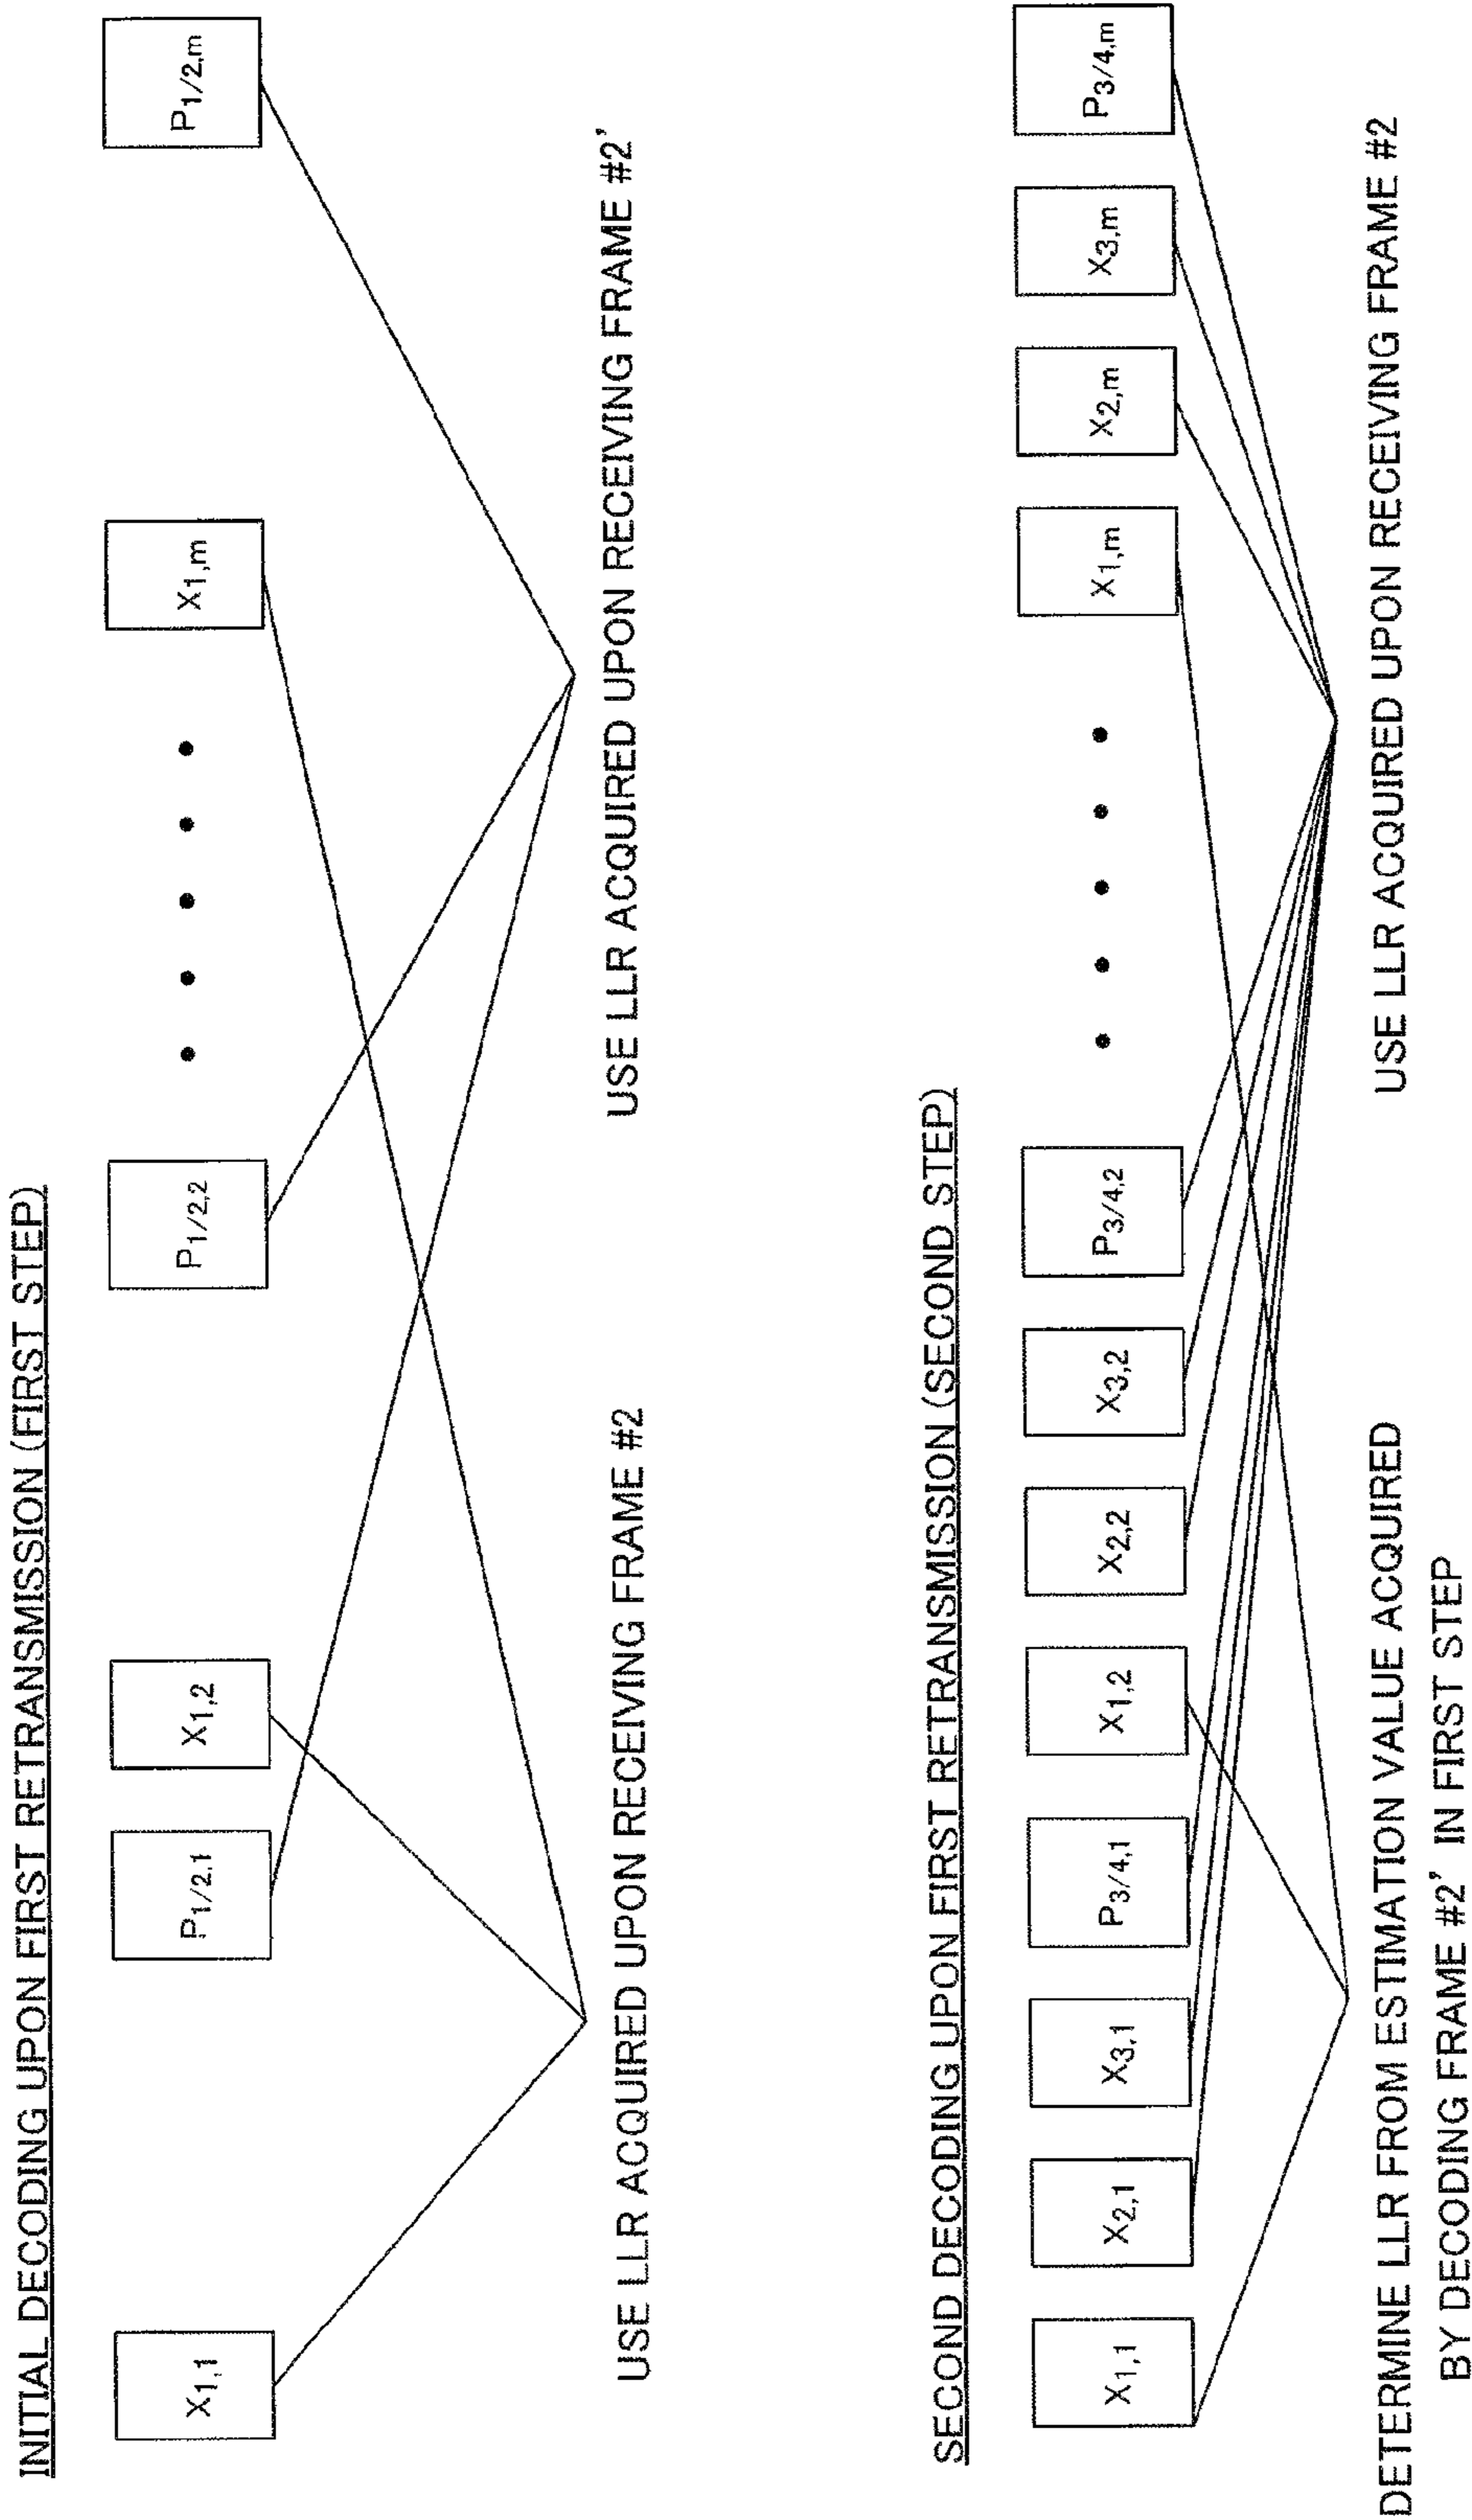 INITIAL DECODING UPON FIRST RETRANSMISSION (FIRST STEP)
X1,1 P1/2,1 X1,2 P1/2,2 X1,m P1/2,m
USE LLR ACQUIRED UPON RECEIVING FRAME #2
USE LLR ACQUIRED UPON RECEIVING FRAME #2'
SECOND DECODING UPON FIRST RETRANSMISSION (SECOND STEP)
X1,1 X2,1 X3,1 P3/4,1 X1,2 X2,2 X3,2 P3/4,2 X1,m X2,m X3,m P3/4,m
DETERMINE LLR FROM ESTIMATION VALUE ACQUIRED
BY DECODING FRAME #2' IN FIRST STEP
USE LLR ACQUIRED UPON RECEIVING FRAME #2